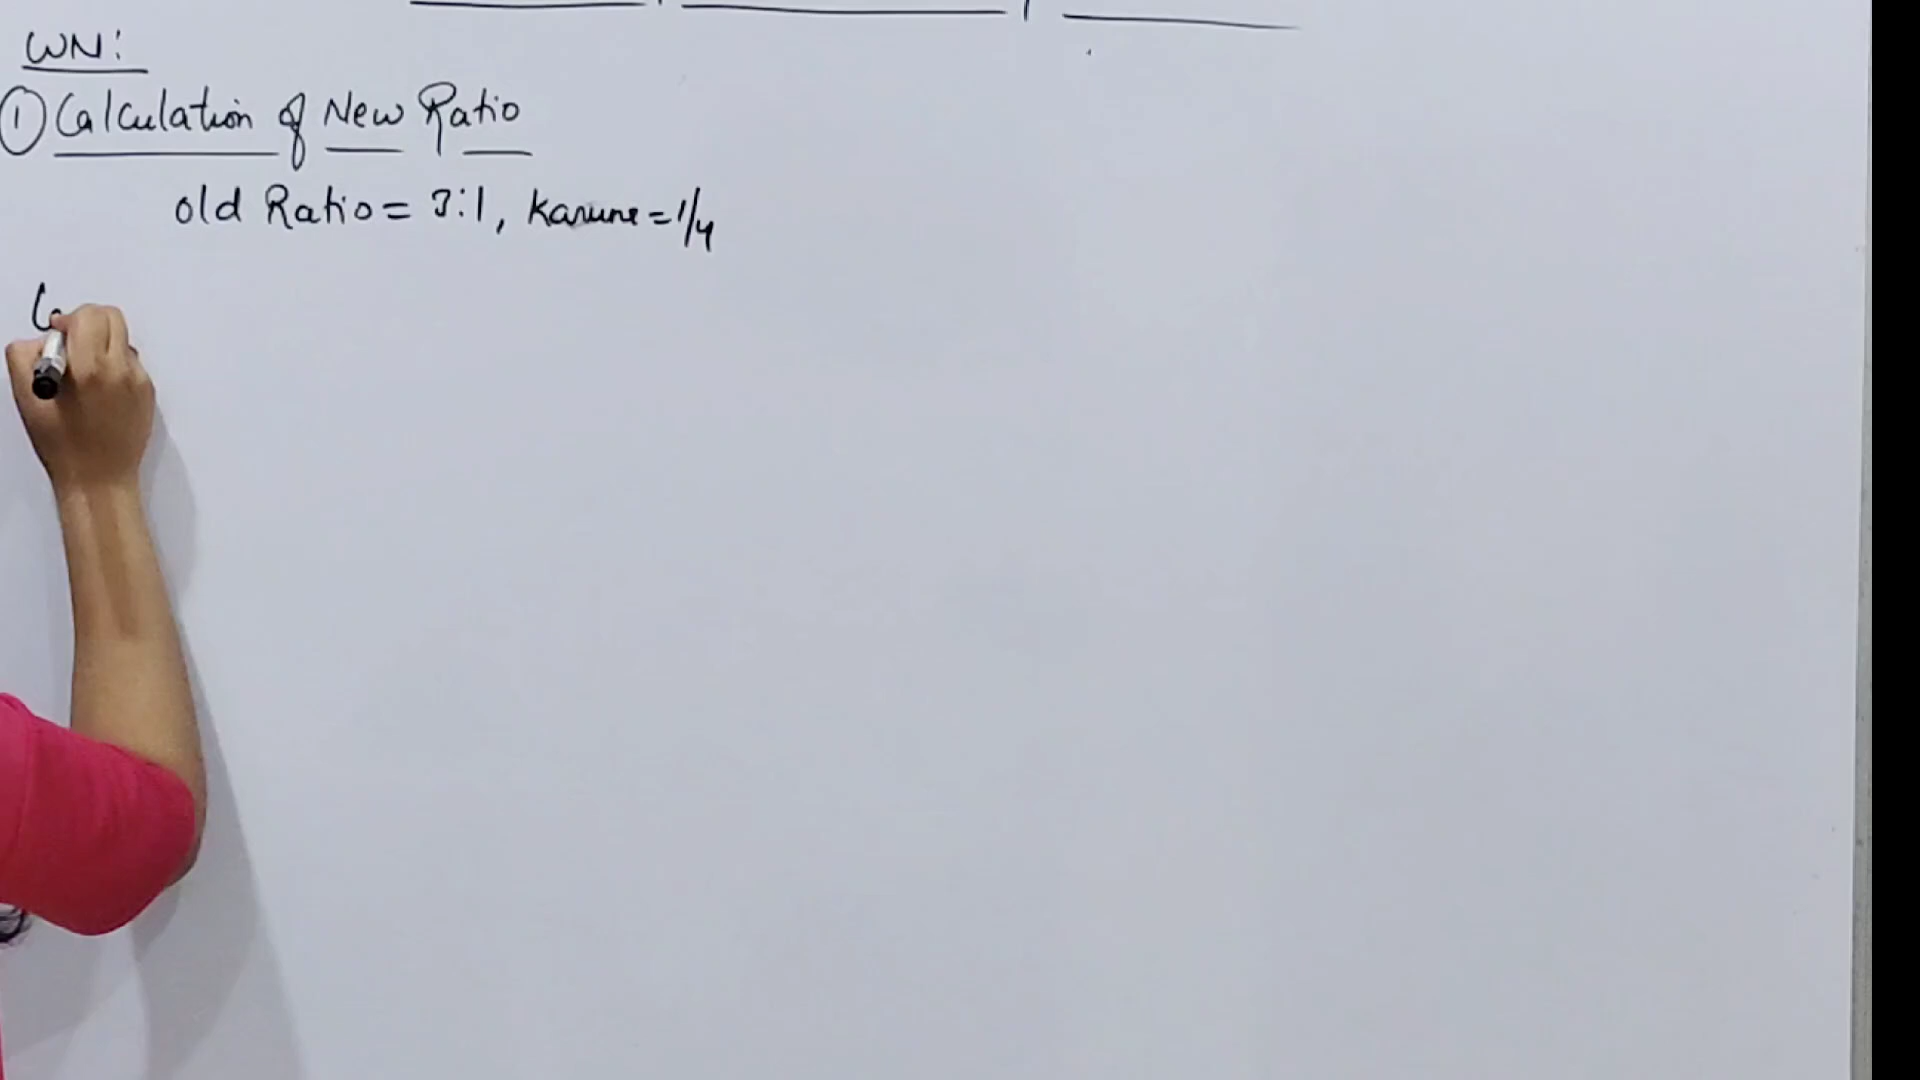 WN:
① Calculation of New Ratio
old Ratio = 3:1, Karune = 1/4